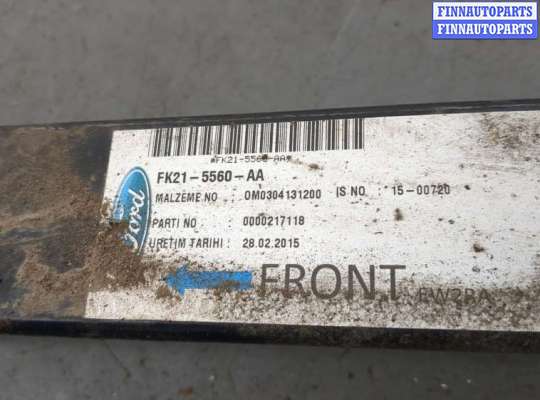 FINNAUTOPARTS
FINNAUTOPARTS
*FK21-5560-AA*
FK21-5560-AA
MALZEME NO : OM0304131200 IS NO : 15-00720
PARTI NO : 0000217118
URETIM TARIHI : 28.02.2015
Ford
FRONT